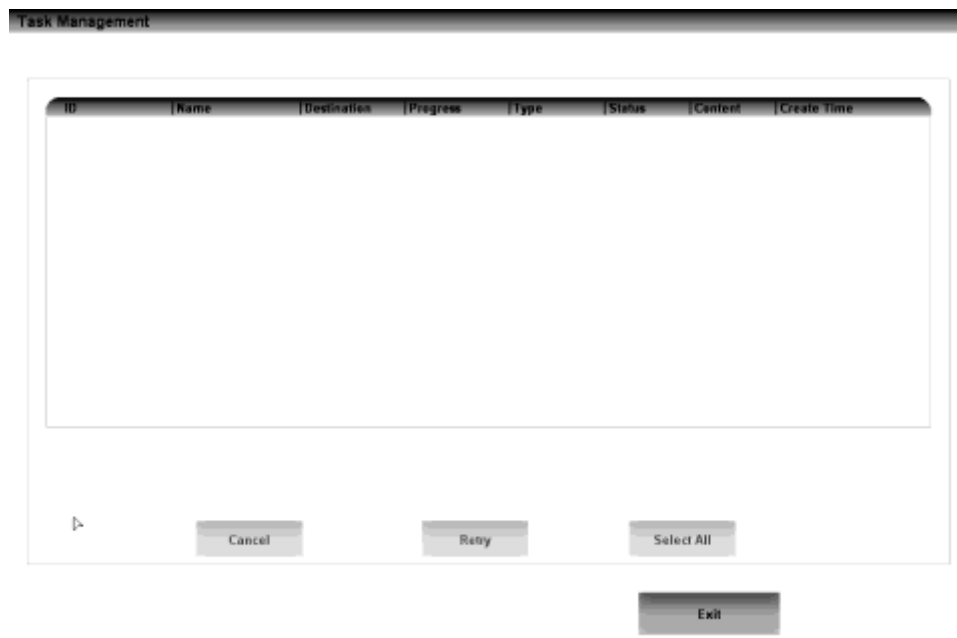 Task Management
ID |Name |Destination |Progress |Type |Status |Content |Create Time
Cancel Retry Select All
Exit